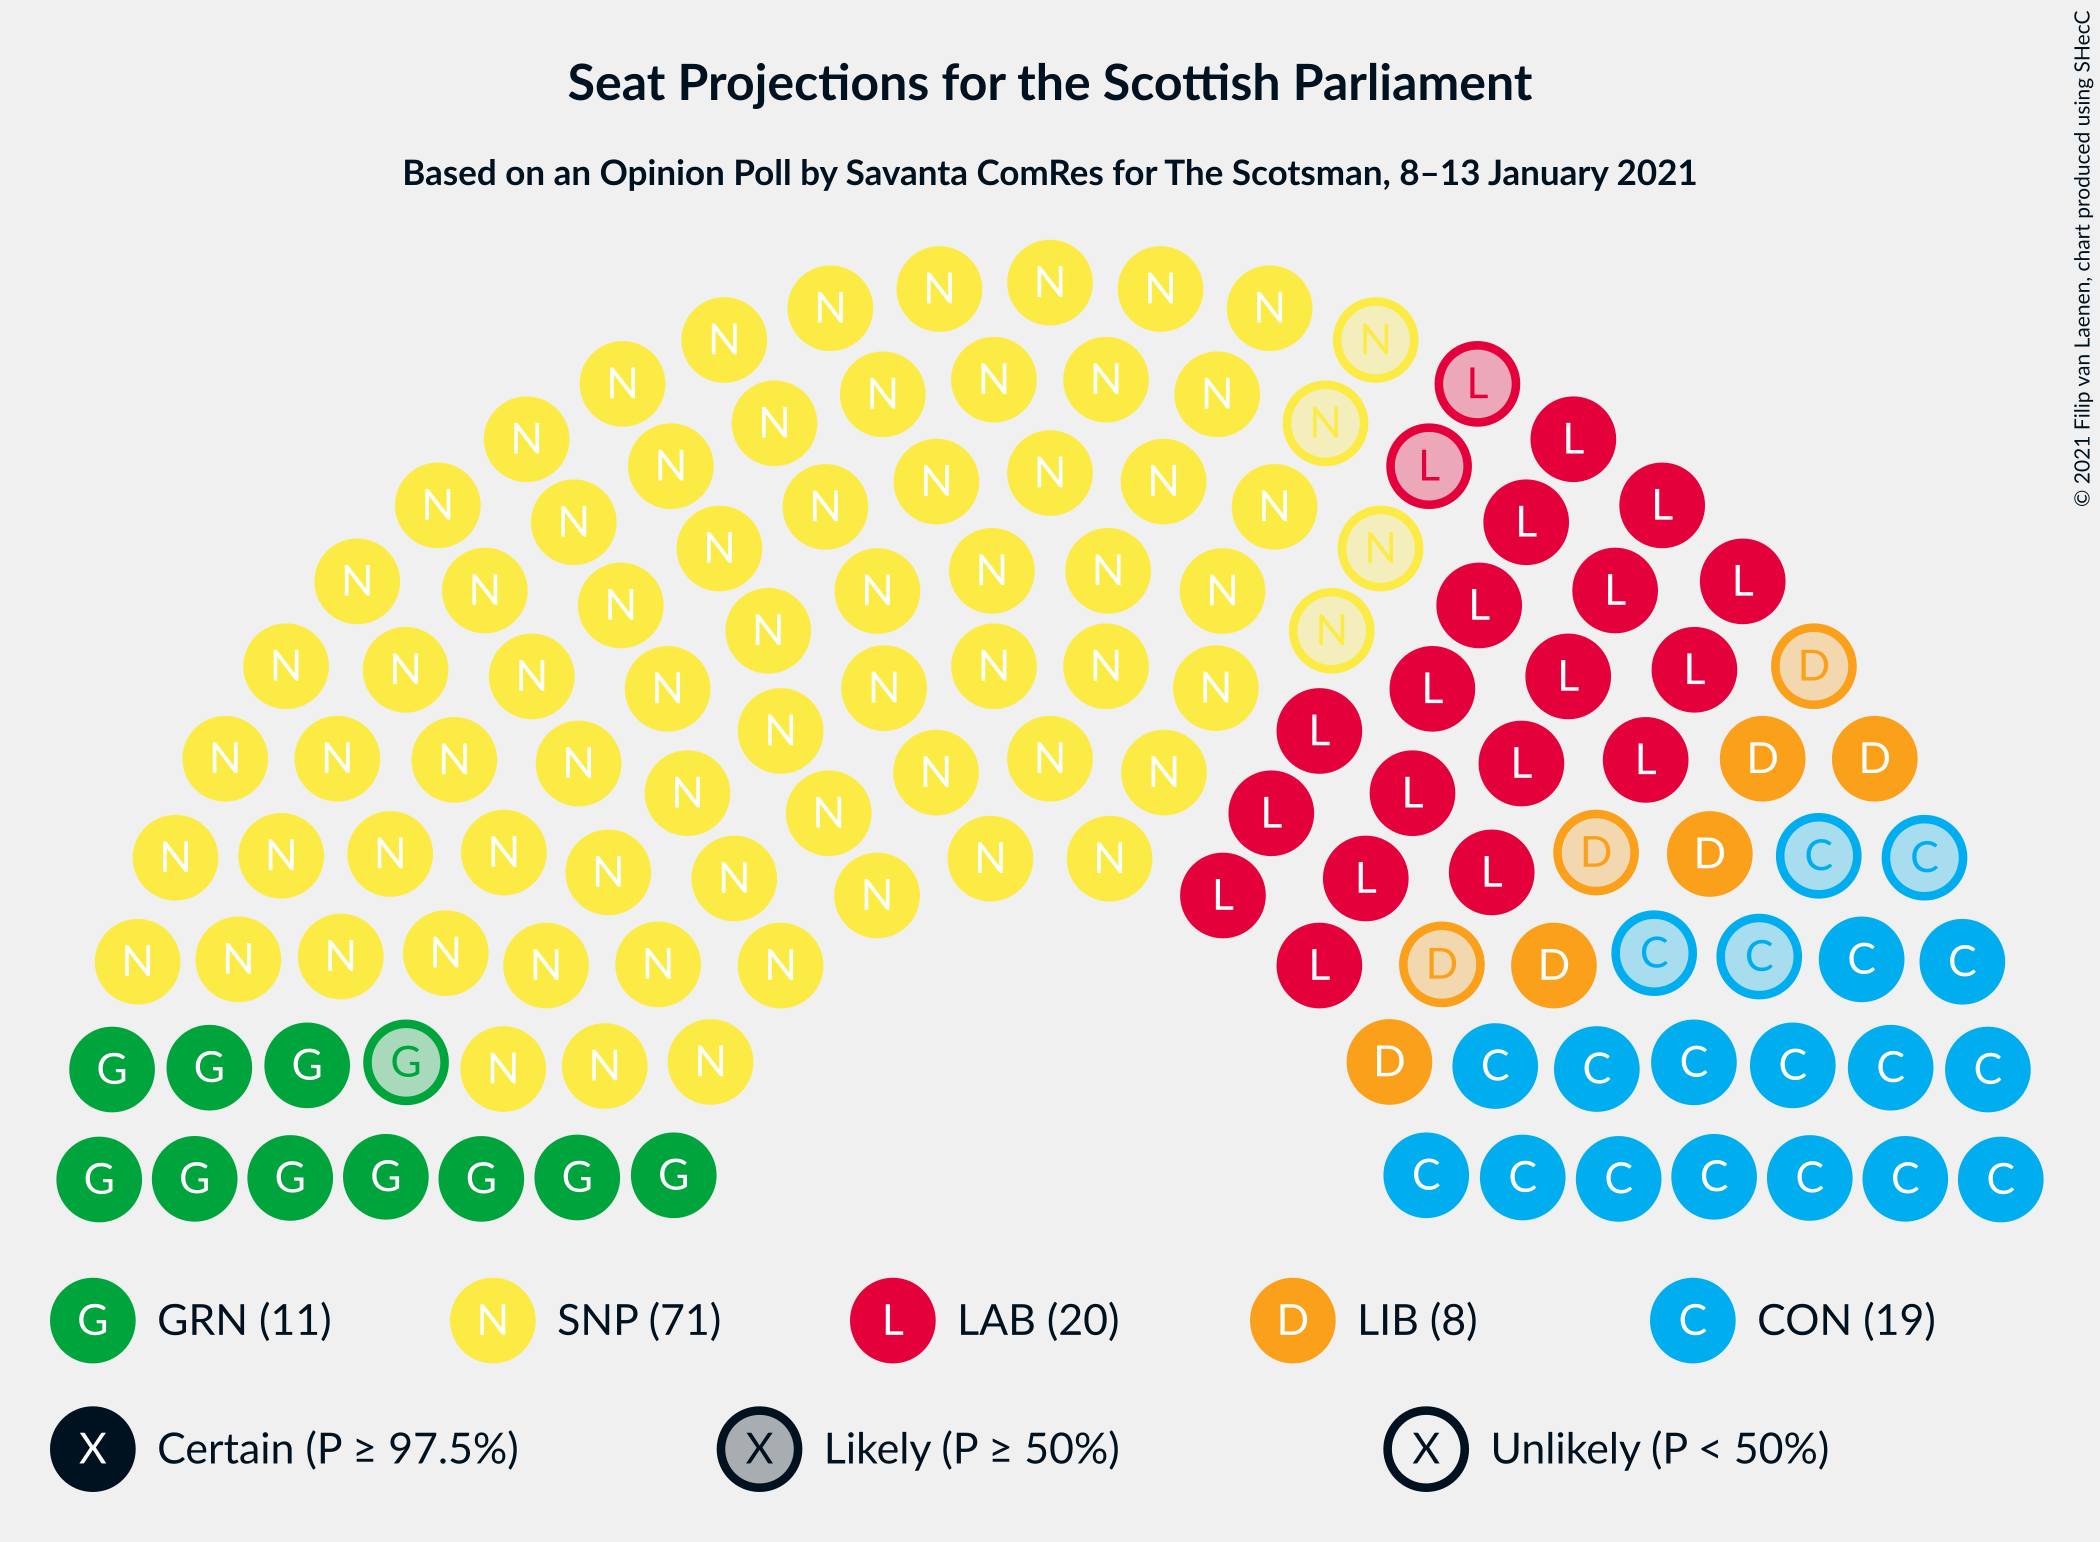 Seat Projections for the Scottish Parliament
Based on an Opinion Poll by Savanta ComRes for The Scotsman, 8–13 January 2021
© 2021 Filip van Laenen, chart produced using SHecC
N N N N N
N N N L
N N N N N N L
N N N N L
N N N N N N L L
N N N N L
N N N N N N N L L L
N N N N N L L
N N N N N N N L L L D
N N L
N N N N N N N N L L L D D
N N L
N N N N N N N N N L L L D D C C
N L
N N N N N N N L D D C C C C
G G G G N N N D C C C C C C
G G G G G G G C C C C C C C
G GRN (11) N SNP (71) L LAB (20) D LIB (8) C CON (19)
X Certain (P ≥ 97.5%) X Likely (P ≥ 50%) X Unlikely (P < 50%)